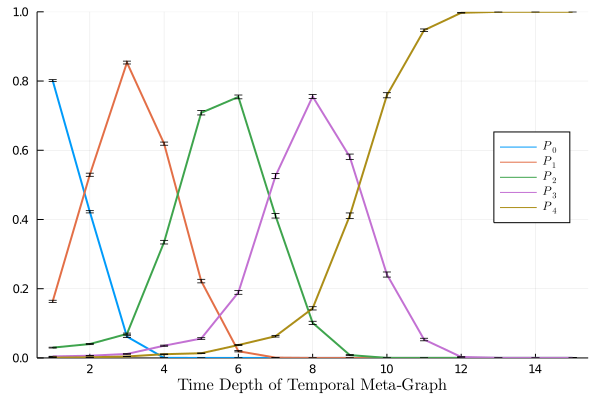 1.0
0.8
0.6
0.4
0.2
0.0
P₀
P₁
P₂
P₃
P₄
2 4 6 8 10 12 14
Time Depth of Temporal Meta-Graph